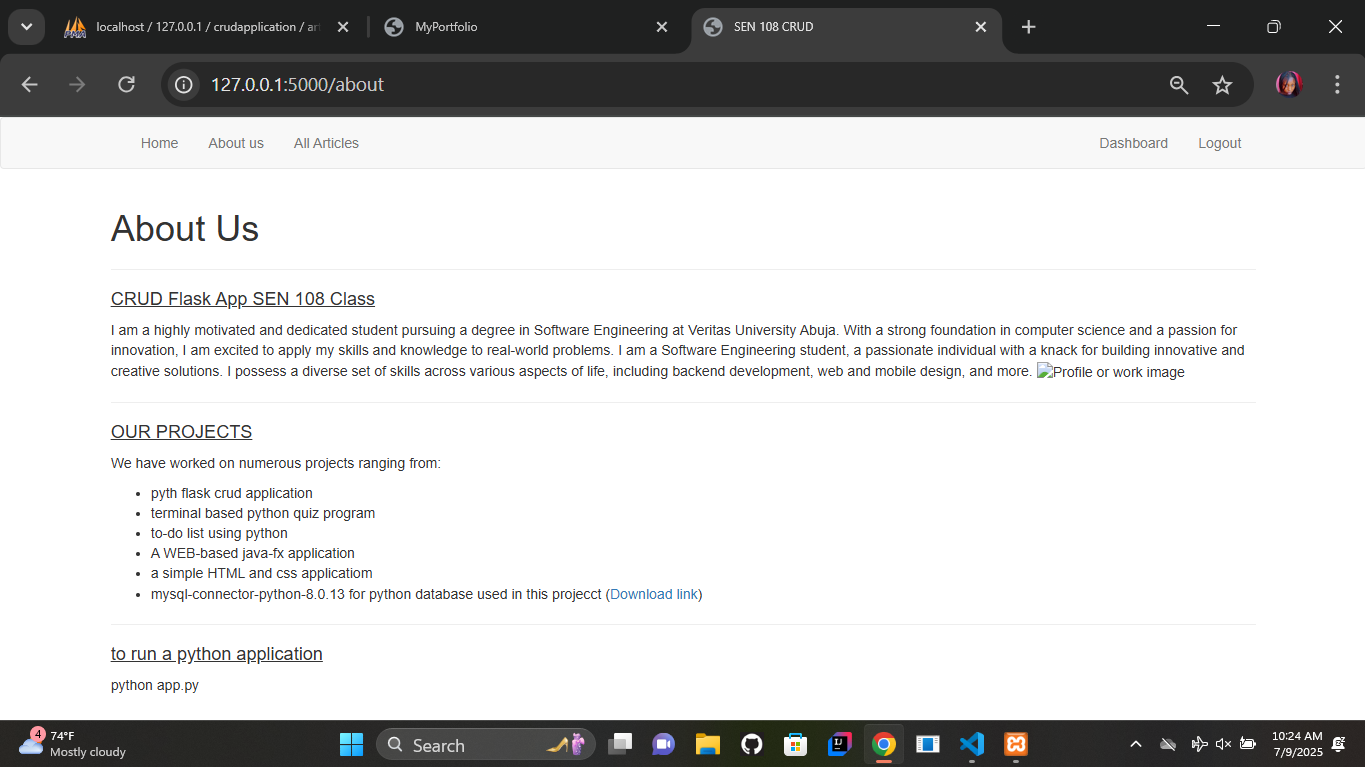 localhost / 127.0.0.1 / crudapplication / ar
MyPortfolio
SEN 108 CRUD
127.0.0.1:5000/about
Home
About us
All Articles
Dashboard
Logout
About Us
CRUD Flask App SEN 108 Class
I am a highly motivated and dedicated student pursuing a degree in Software Engineering at Veritas University Abuja. With a strong foundation in computer science and a passion for
innovation, I am excited to apply my skills and knowledge to real-world problems. I am a Software Engineering student, a passionate individual with a knack for building innovative and
creative solutions. I possess a diverse set of skills across various aspects of life, including backend development, web and mobile design, and more. Profile or work image
OUR PROJECTS
We have worked on numerous projects ranging from:
• pyth flask crud application
• terminal based python quiz program
• to-do list using python
• A WEB-based java-fx application
• a simple HTML and css applicatiom
• mysql-connector-python-8.0.13 for python database used in this projecct (Download link)
to run a python application
python app.py
4
74°F
Mostly cloudy
Search
10:24 AM
7/9/2025